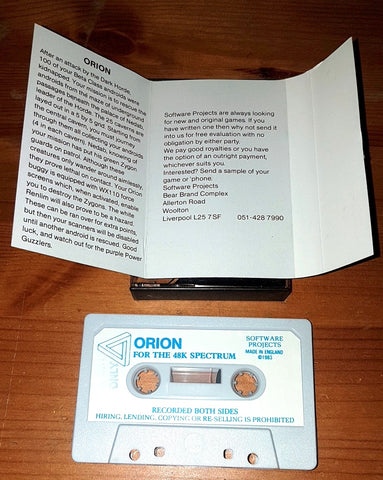 ORION
After an attack by the Dark Horde,
100 of your Beta Class androids were
kidnapped. Your mission is to rescue the
androids from the maze of underground
passages beneath the palace of Nedab,
leader of the Horde. The 25 caverns are
layed out in a 5 by 5 grid. Starting from
the central cavern, you must journey
through them all collecting your androids
(4 in each cavern). Nedab, knowing of
your mission has put his green Zygon
guards on patrol. Although these
creatures only wander around aimlessly,
they prove lethal on contact. Your Orion
buggy is equipped with WX110 force
screens which, when activated, enable
you to destroy the Zygons. The white
Renlim will also prove to be a hazard.
These can be ran over for extra points,
but then your scanners will be disabled
until another android is rescued. Good
luck, and watch out for the purple Power
Guzzlers.
Software Projects are always looking
for new and original games. If you
have written one then why not send it
into us for free evaluation with no
obligation by either party.
We pay good royalties or you have
the option of an outright payment,
whichever suits you.
Interested? Send a sample of your
game or 'phone.
Software Projects
Bear Brand Complex
Allerton Road
Woolton
Liverpool L25 7SF 051-428 7990
ONLY
ORION
FOR THE 48K SPECTRUM
SOFTWARE
PROJECTS
MADE IN ENGLAND
©1983
RECORDED BOTH SIDES
HIRING, LENDING, COPYING OR RE-SELLING IS PROHIBITED